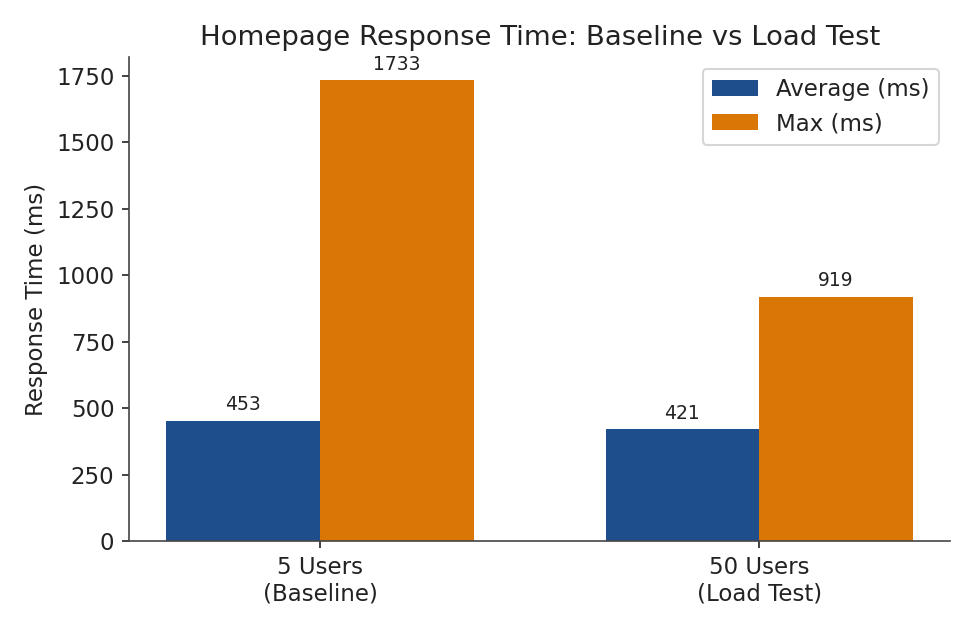 Homepage Response Time: Baseline vs Load Test
Average (ms)
Max (ms)
Response Time (ms)
1750
1500
1250
1000
750
500
250
0
1733
453
919
421
5 Users
(Baseline)
50 Users
(Load Test)